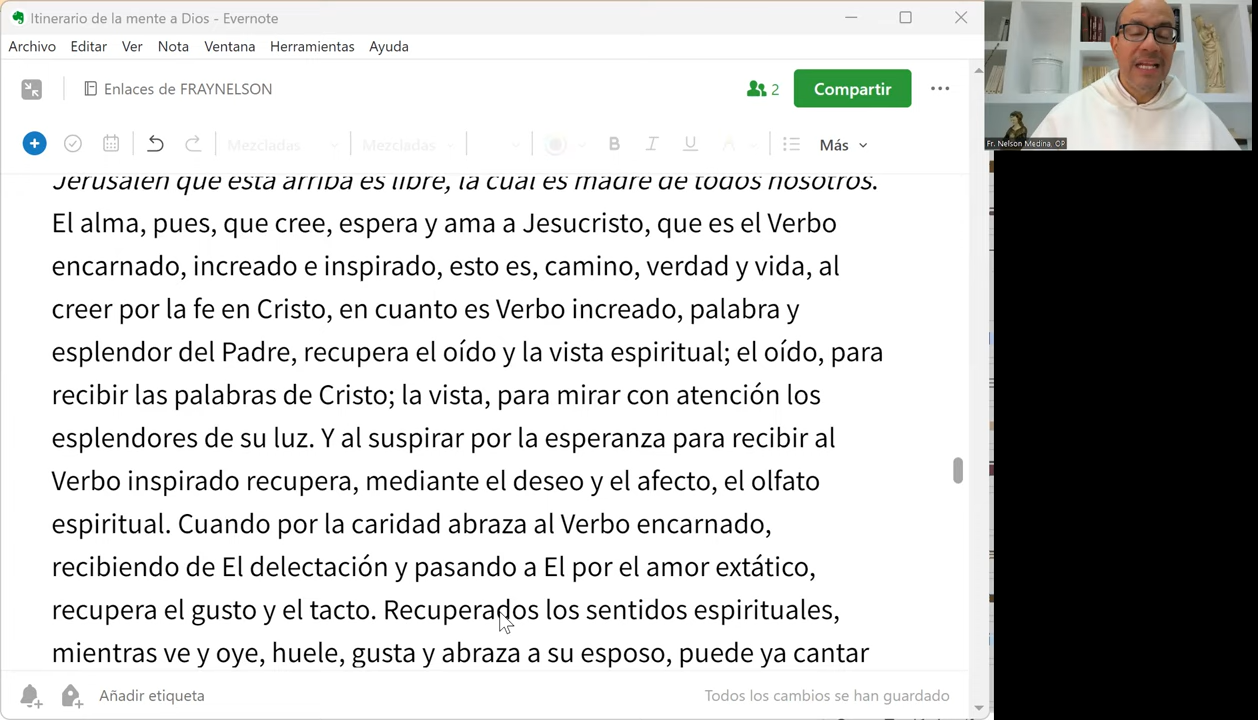 Itinerario de la mente a Dios - Evernote
Archivo Editar Ver Nota Ventana Herramientas Ayuda
Enlaces de FRAYNELSON
2
Compartir
Mezcladas
Mezcladas
B I U A
Más
Jerusalén que está arriba es libre, la cual es madre de todos nosotros.
El alma, pues, que cree, espera y ama a Jesucristo, que es el Verbo
encarnado, increado e inspirado, esto es, camino, verdad y vida, al
creer por la fe en Cristo, en cuanto es Verbo increado, palabra y
esplendor del Padre, recupera el oído y la vista espiritual; el oído, para
recibir las palabras de Cristo; la vista, para mirar con atención los
esplendores de su luz. Y al suspirar por la esperanza para recibir al
Verbo inspirado recupera, mediante el deseo y el afecto, el olfato
espiritual. Cuando por la caridad abraza al Verbo encarnado,
recibiendo de El delectación y pasando a El por el amor extático,
recupera el gusto y el tacto. Recuperados los sentidos espirituales,
mientras ve y oye, huele, gusta y abraza a su esposo, puede ya cantar
Añadir etiqueta
Todos los cambios se han guardado
Fr. Nelson Medina, OP